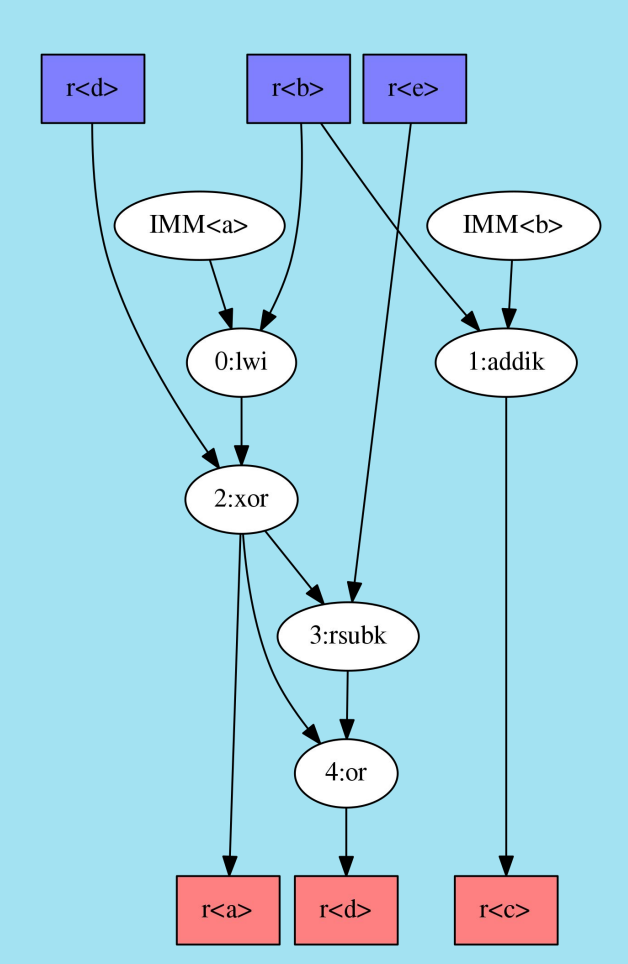 r<d>
r<b>
r<e>
IMM<a>
IMM<b>
0:lwi
1:addik
2:xor
3:rsubk
4:or
r<a>
r<d>
r<c>